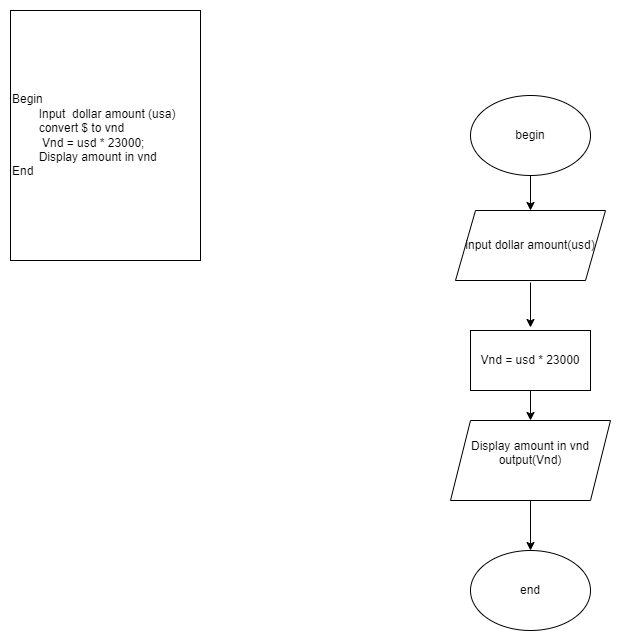 Begin
Input  dollar amount (usa)
convert $ to vnd
Vnd = usd * 23000;
Display amount in vnd
End
begin
Input dollar amount(usd)
Vnd = usd * 23000
Display amount in vnd
output(Vnd)
end